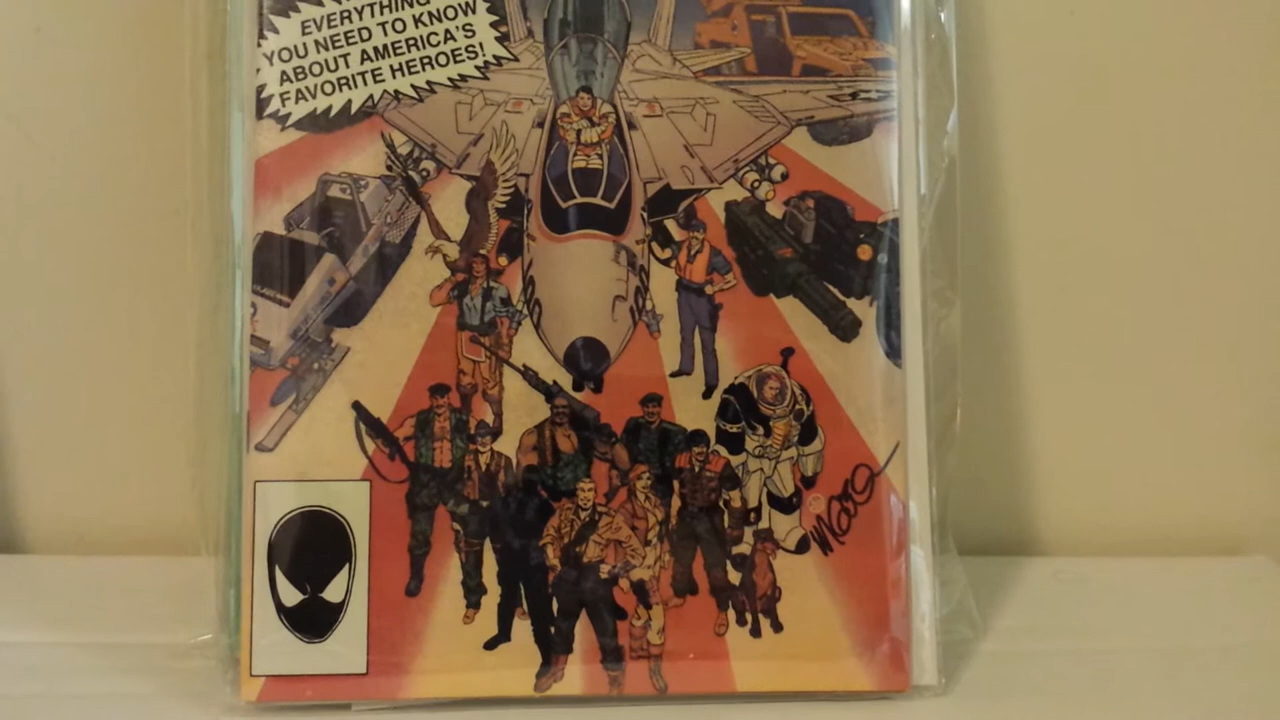 EVERYTHING
YOU NEED TO KNOW
ABOUT AMERICA'S
FAVORITE HEROES!